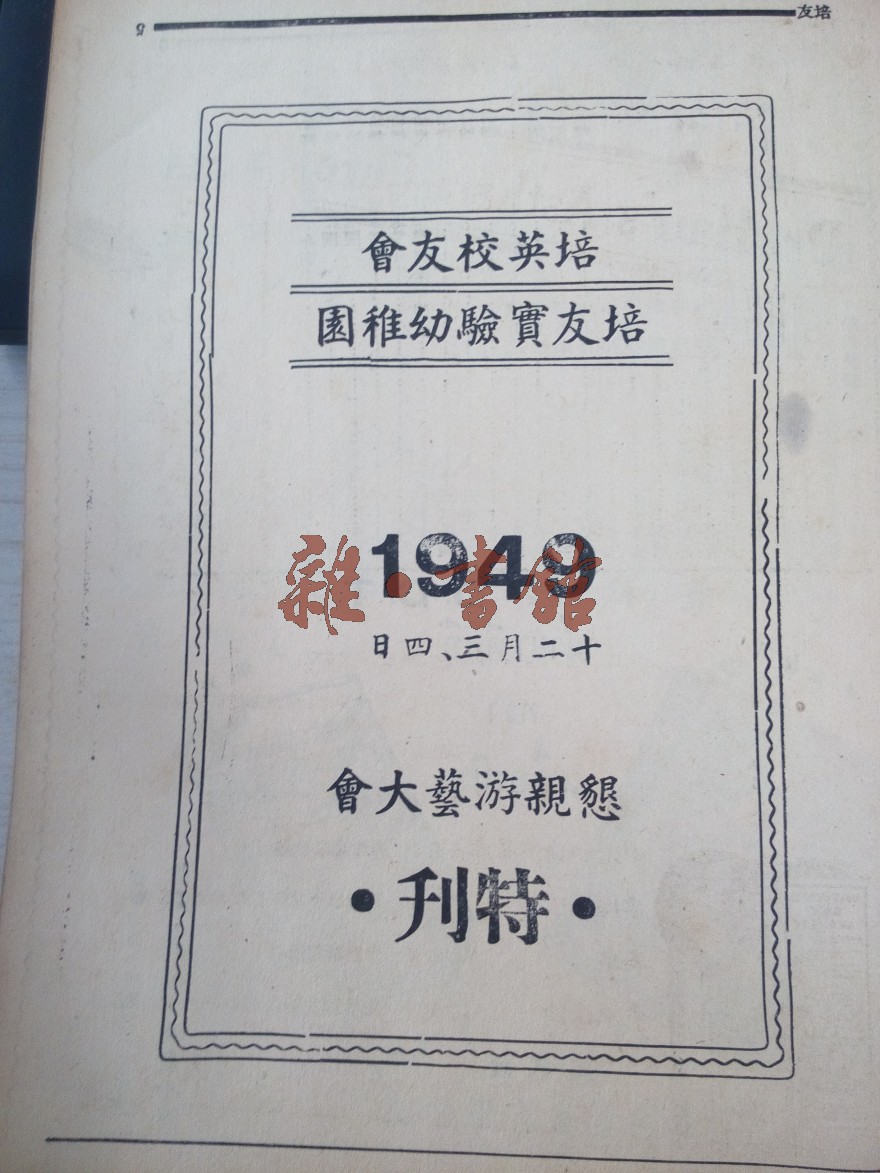 培友
5
培英校友會
培友實驗幼稚園
1949
雜·書館
十二月三、四日
懇親游藝大會
·特刊·